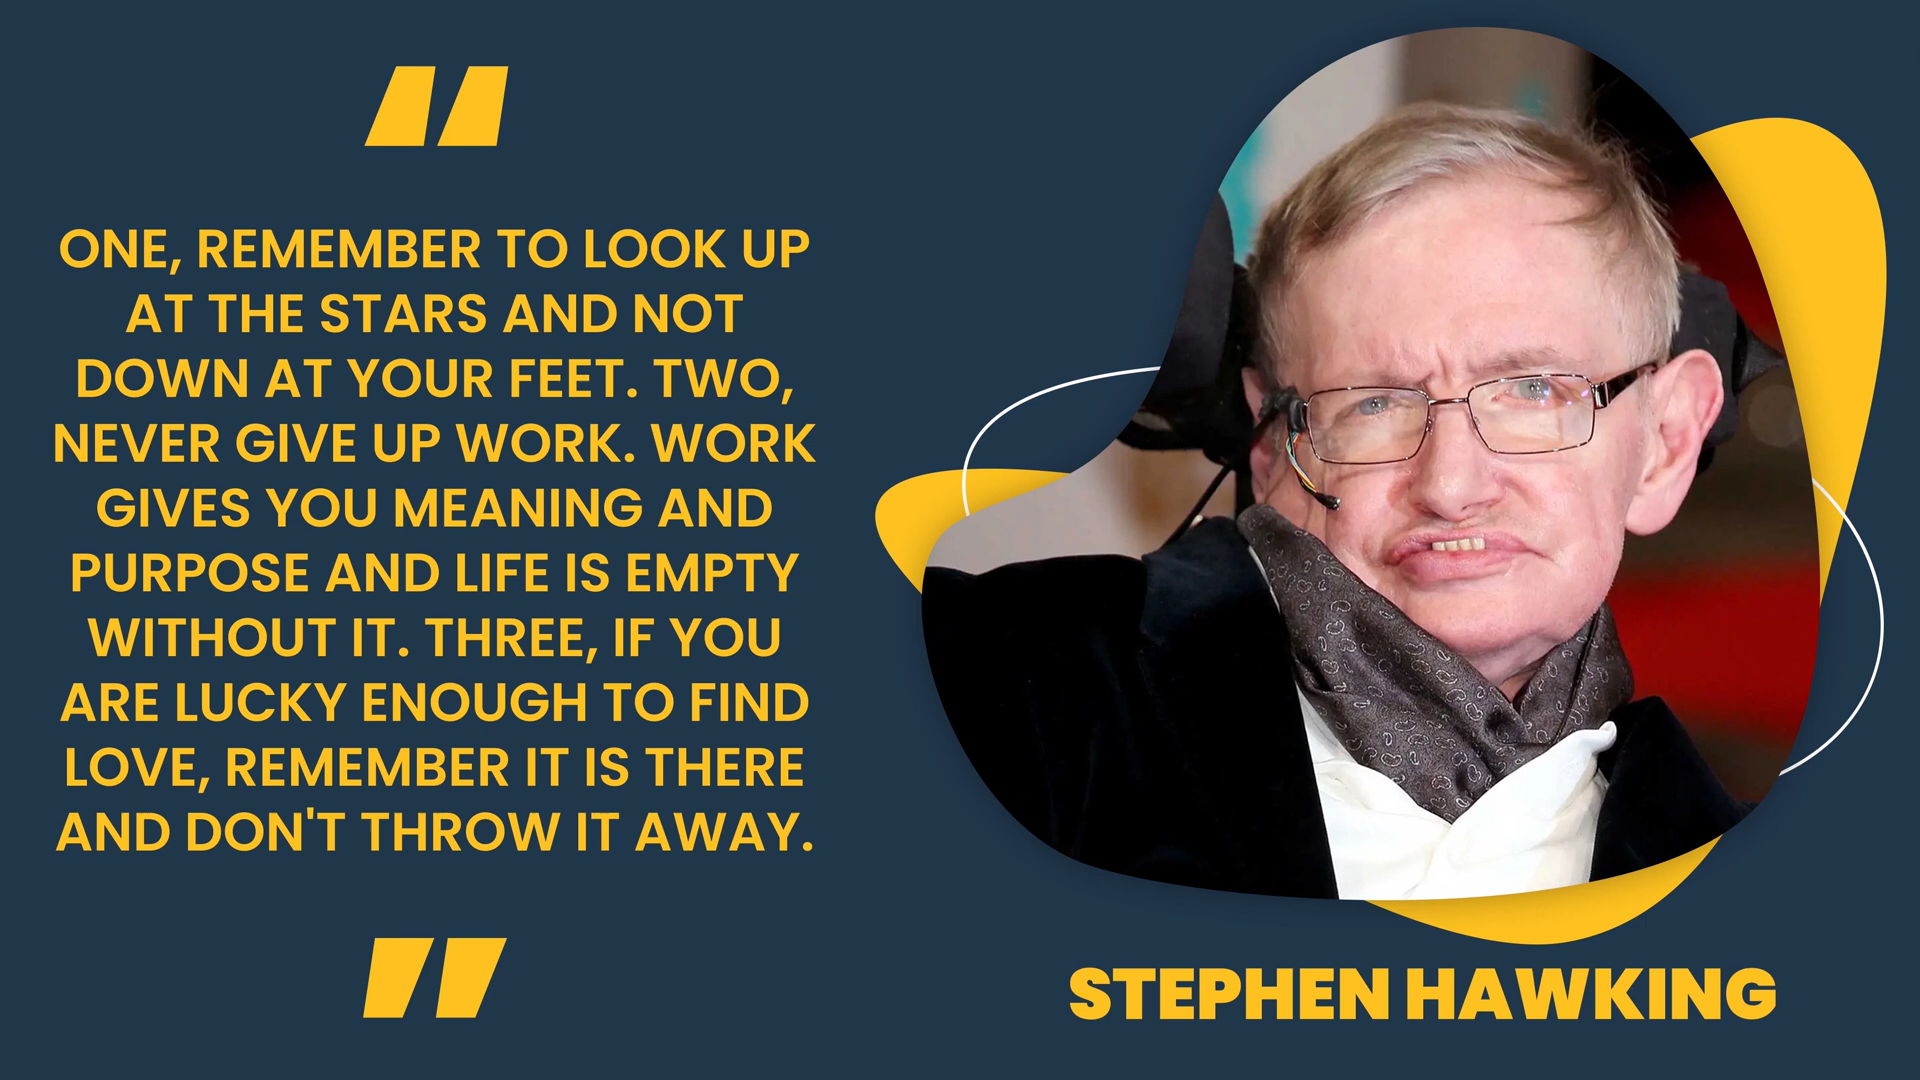 ONE, REMEMBER TO LOOK UP
AT THE STARS AND NOT
DOWN AT YOUR FEET. TWO,
NEVER GIVE UP WORK. WORK
GIVES YOU MEANING AND
PURPOSE AND LIFE IS EMPTY
WITHOUT IT. THREE, IF YOU
ARE LUCKY ENOUGH TO FIND
LOVE, REMEMBER IT IS THERE
AND DON'T THROW IT AWAY.
STEPHEN HAWKING